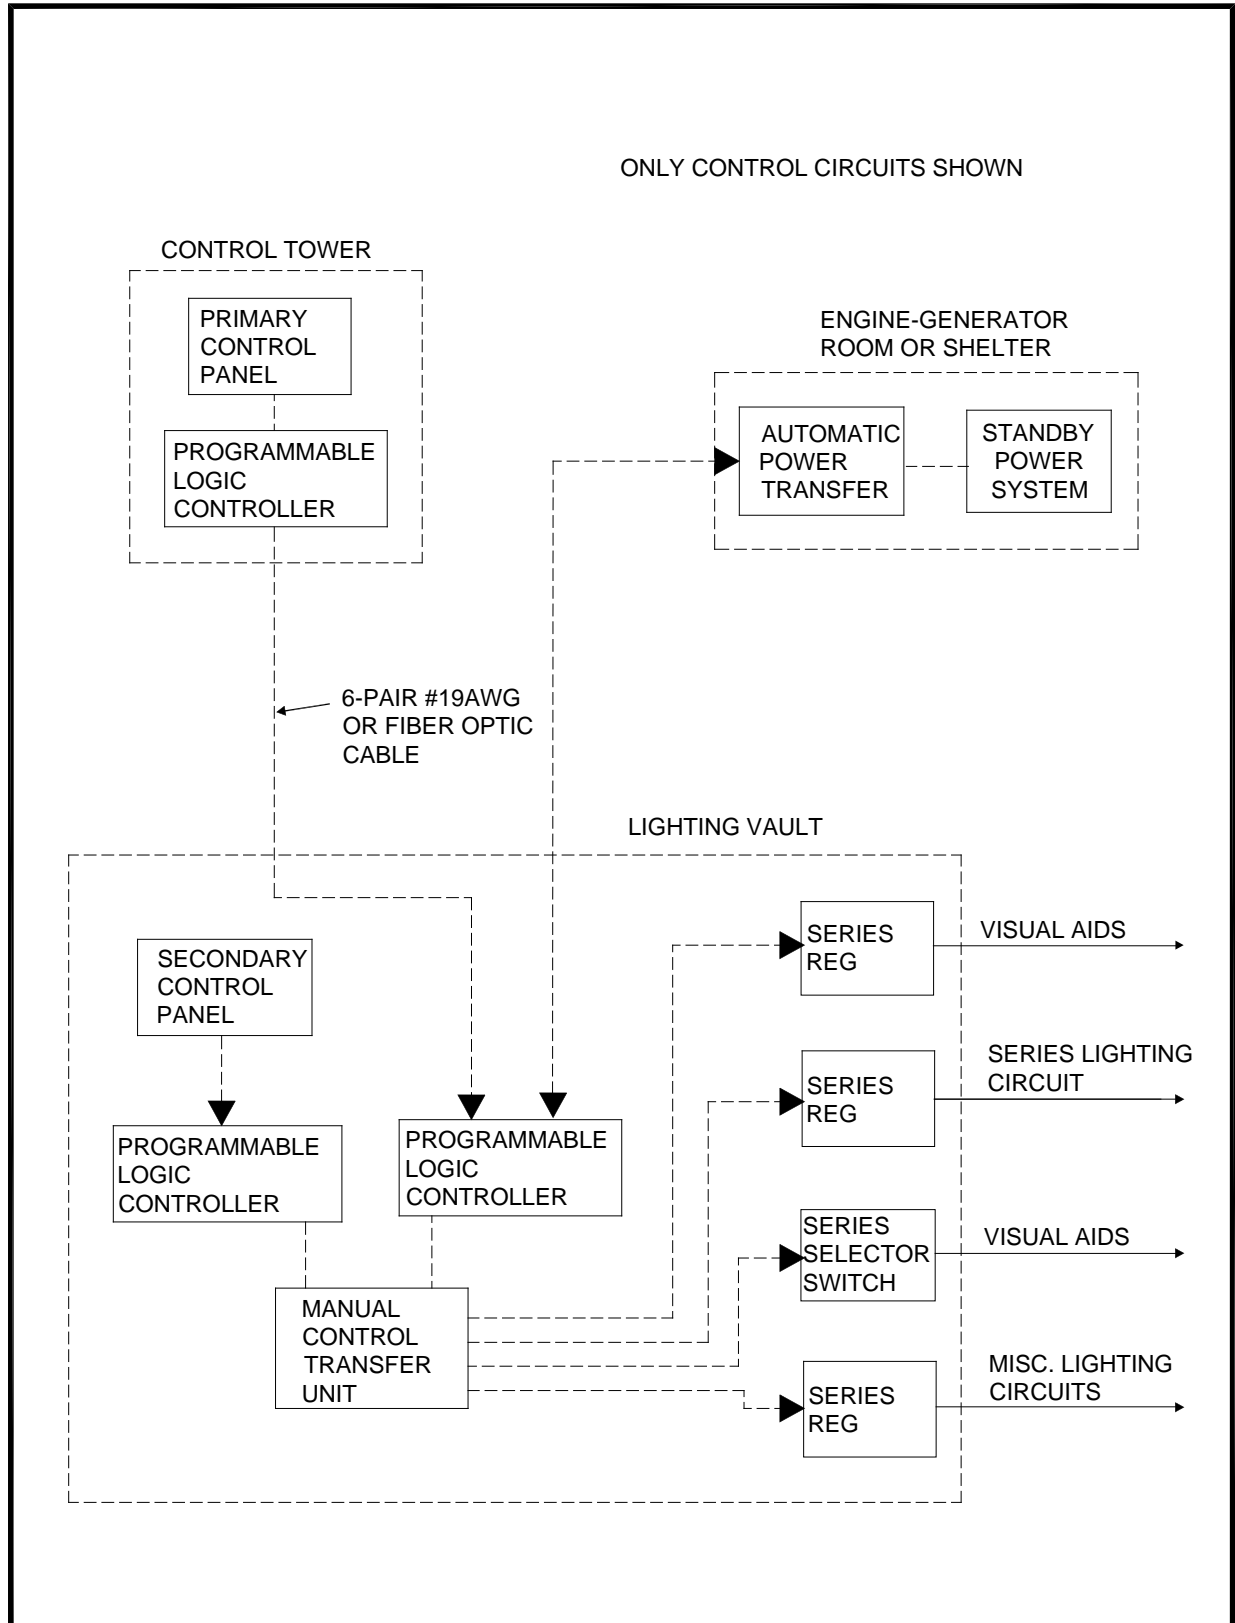 ONLY CONTROL CIRCUITS SHOWN
CONTROL TOWER
PRIMARY
CONTROL
PANEL
PROGRAMMABLE
LOGIC
CONTROLLER
ENGINE-GENERATOR
ROOM OR SHELTER
AUTOMATIC
POWER
TRANSFER
STANDBY
POWER
SYSTEM
6-PAIR #19AWG
OR FIBER OPTIC
CABLE
LIGHTING VAULT
SECONDARY
CONTROL
PANEL
PROGRAMMABLE
LOGIC
CONTROLLER
PROGRAMMABLE
LOGIC
CONTROLLER
MANUAL
CONTROL
TRANSFER
UNIT
SERIES
REG
VISUAL AIDS
SERIES
REG
SERIES LIGHTING
CIRCUIT
SERIES
SELECTOR
SWITCH
VISUAL AIDS
SERIES
REG
MISC. LIGHTING
CIRCUITS